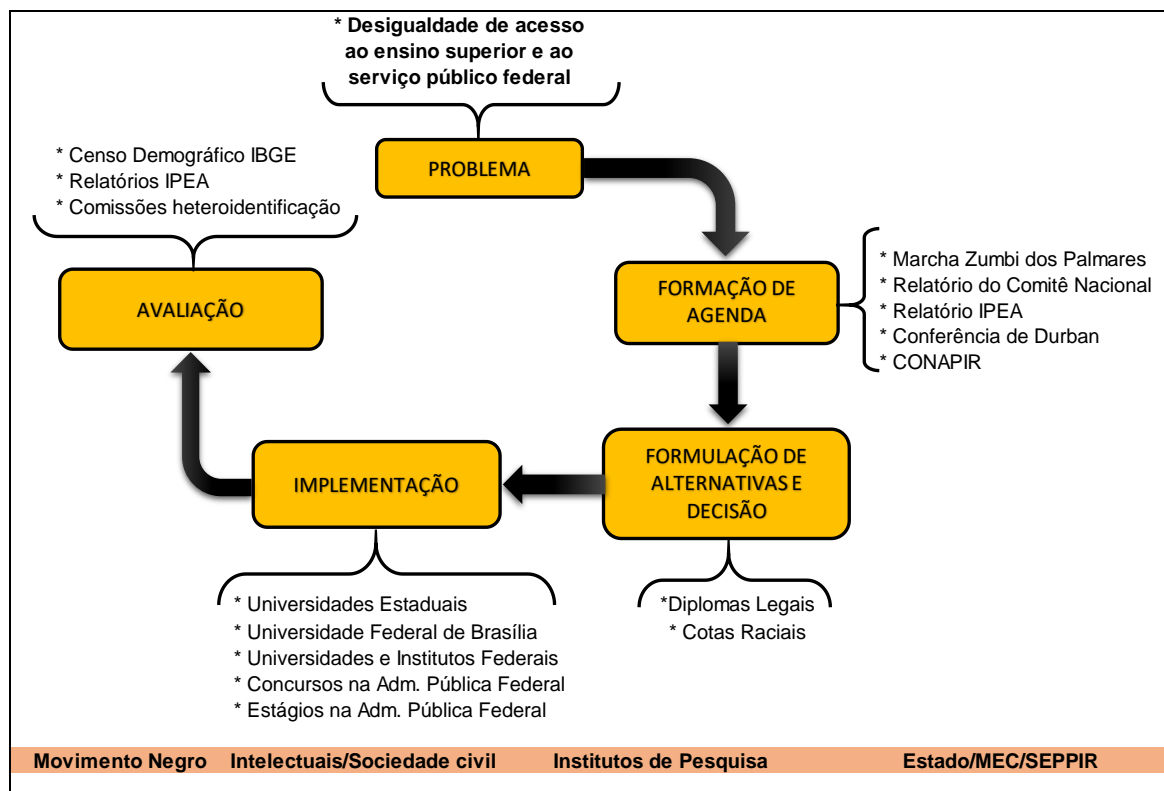 * Desigualdade de acesso
ao ensino superior e ao
serviço público federal
PROBLEMA
* Censo Demográfico IBGE
* Relatórios IPEA
* Comissões heteroidentificação
AVALIAÇÃO
FORMAÇÃO DE
AGENDA
* Marcha Zumbi dos Palmares
* Relatório do Comitê Nacional
* Relatório IPEA
* Conferência de Durban
* CONAPIR
FORMULAÇÃO DE
ALTERNATIVAS E
DECISÃO
*Diplomas Legais
* Cotas Raciais
IMPLEMENTAÇÃO
* Universidades Estaduais
* Universidade Federal de Brasília
* Universidades e Institutos Federais
* Concursos na Adm. Pública Federal
* Estágios na Adm. Pública Federal
Movimento Negro Intelectuais/Sociedade civil Institutos de Pesquisa Estado/MEC/SEPPIR